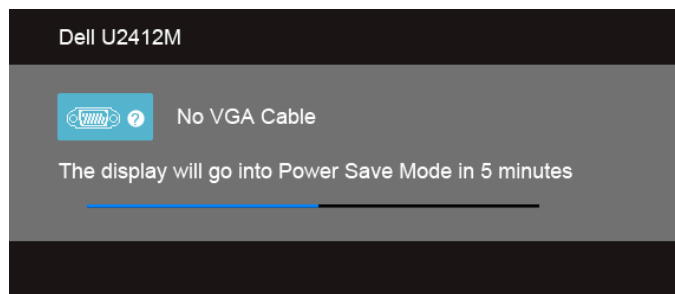 Dell U2412M
No VGA Cable
The display will go into Power Save Mode in 5 minutes